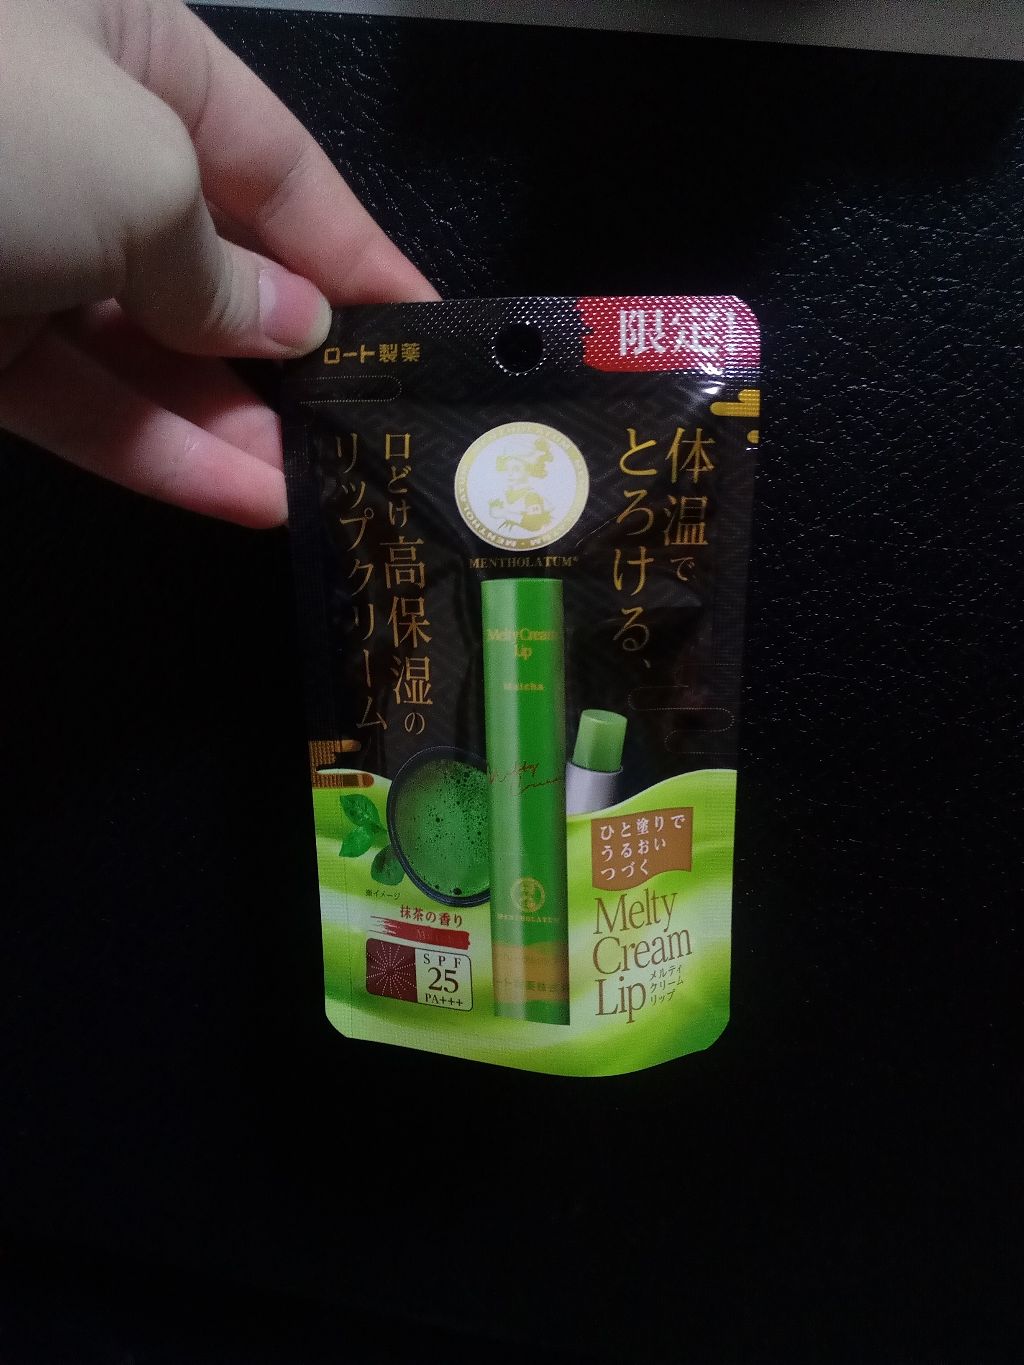 ロート製薬
限定!
体温で
とろける、
口どけ高保湿の
リップクリーム
MENTHOLATUM
Melty Cream
Lip
Matcha
MENTHOLATUM
ひと塗りで
うるおい
つづく
Melty
Cream
Lip
メルティ
クリーム
リップ
※イメージ
抹茶の香り
SPF
25
PA+++